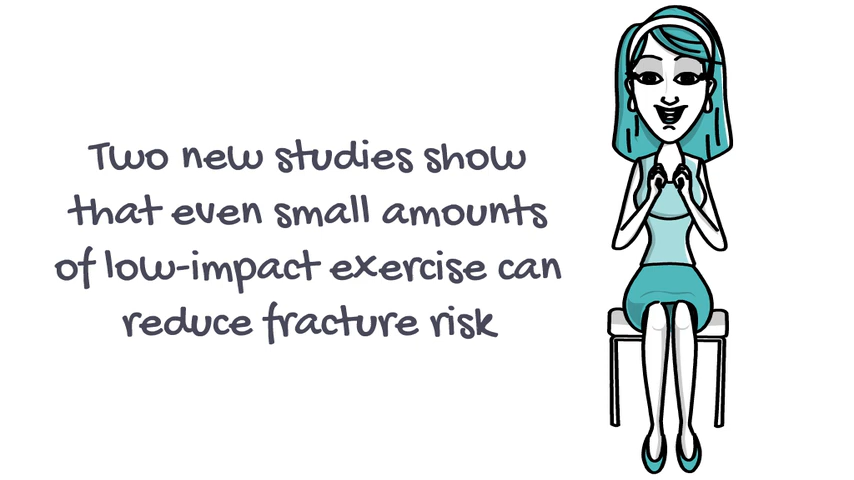 Two new studies show
that even small amounts
of low-impact exercise can
reduce fracture risk